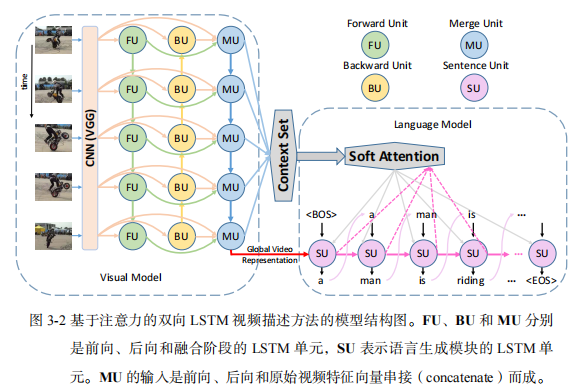 Forward Unit
Merge Unit
FU
MU
Backward Unit
Sentence Unit
BU
SU
time
CNN (VGG)
FU BU MU
FU BU MU
FU BU MU
FU BU MU
FU BU MU
Visual Model
Context Set
Language Model
Soft Attention
<BOS> a man is ...
Global Video
Representation
SU SU SU SU ... SU
a man is riding ... <EOS>
图 3-2 基于注意力的双向 LSTM 视频描述方法的模型结构图。FU、BU 和 MU 分别
是前向、后向和融合阶段的 LSTM 单元，SU 表示语言生成模块的 LSTM 单
元。MU 的输入是前向、后向和原始视频特征向量串接（concatenate）而成。